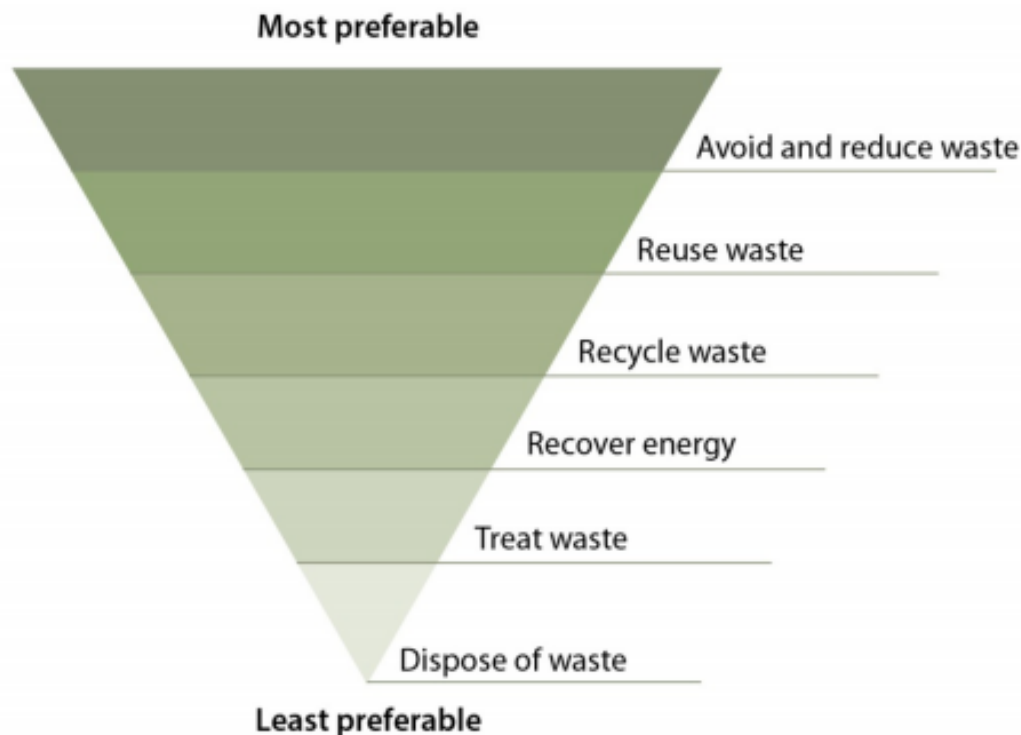 Most preferable
Avoid and reduce waste
Reuse waste
Recycle waste
Recover energy
Treat waste
Dispose of waste
Least preferable